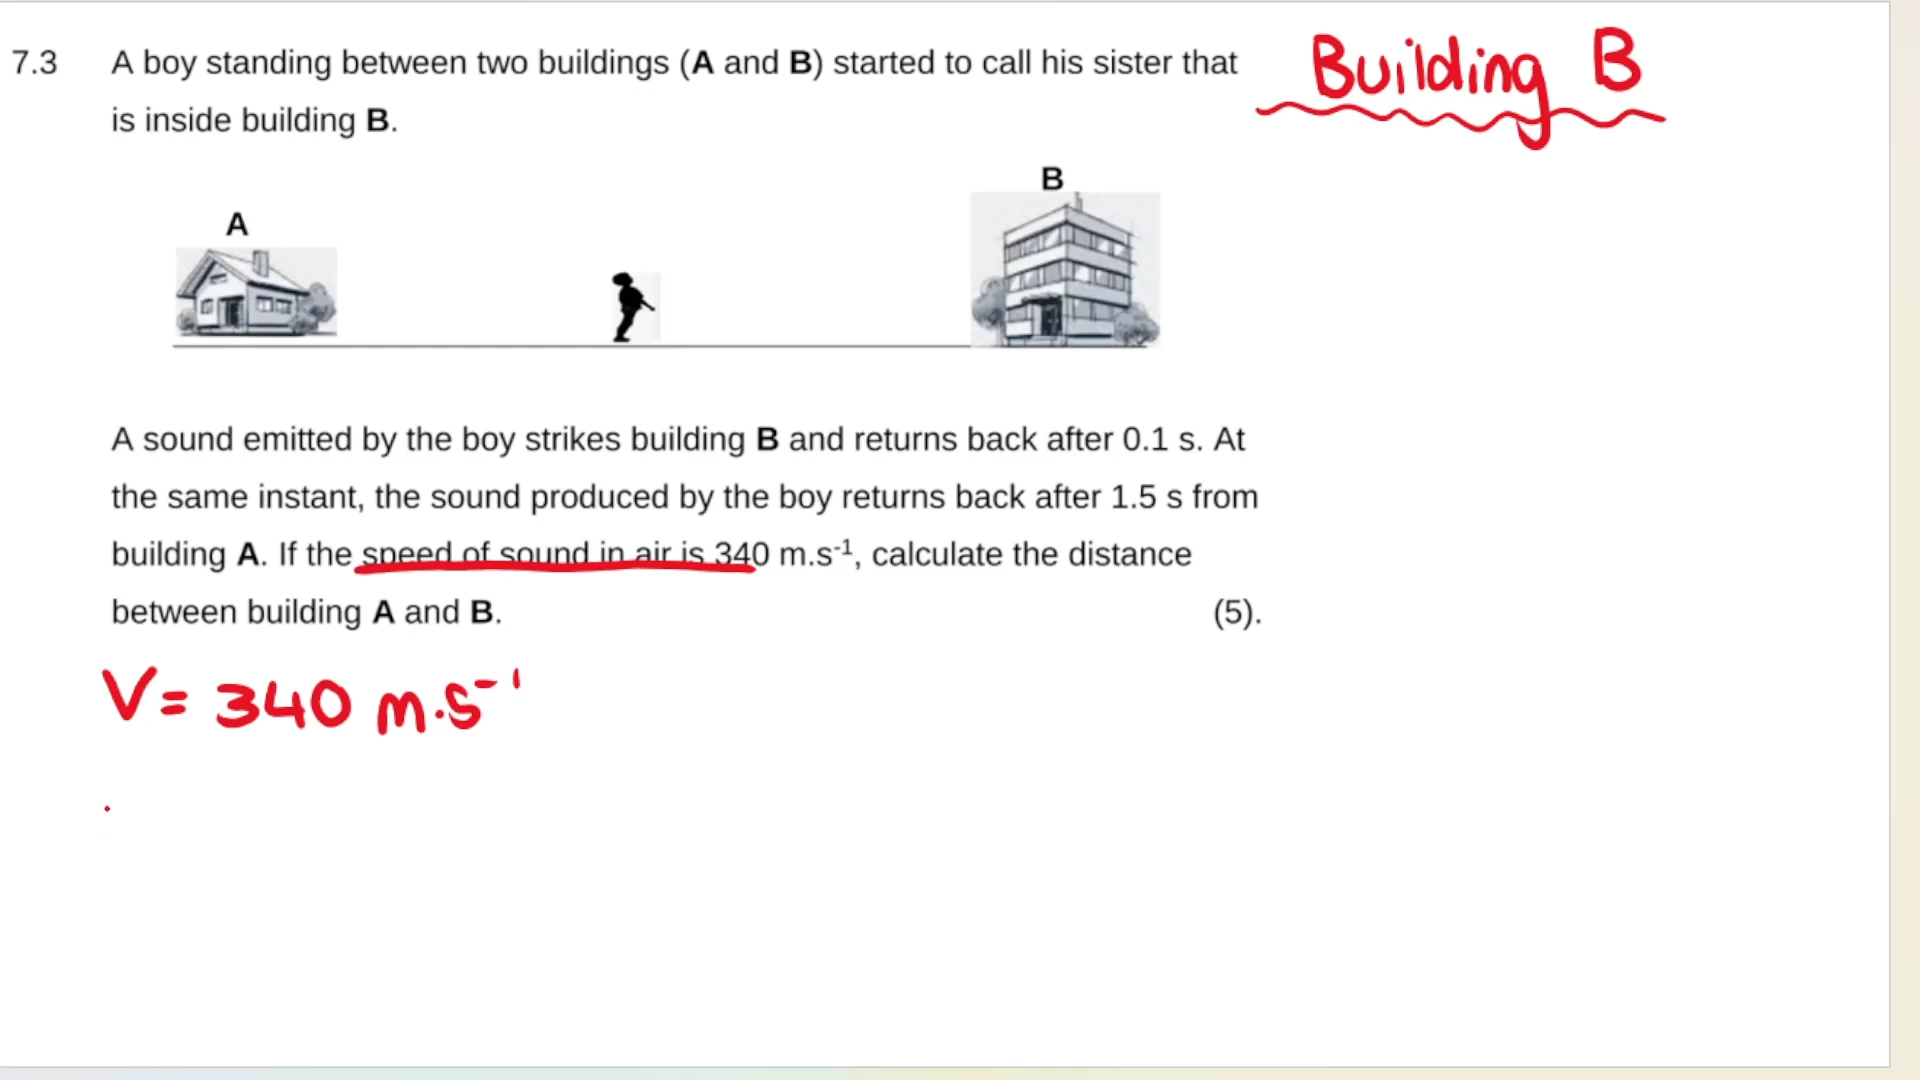 7.3 A boy standing between two buildings (A and B) started to call his sister that
is inside building B.
Building B
A
B
A sound emitted by the boy strikes building B and returns back after 0.1 s. At
the same instant, the sound produced by the boy returns back after 1.5 s from
building A. If the speed of sound in air is 340 m.s⁻¹, calculate the distance
between building A and B. (5).
V= 340 m.s⁻¹